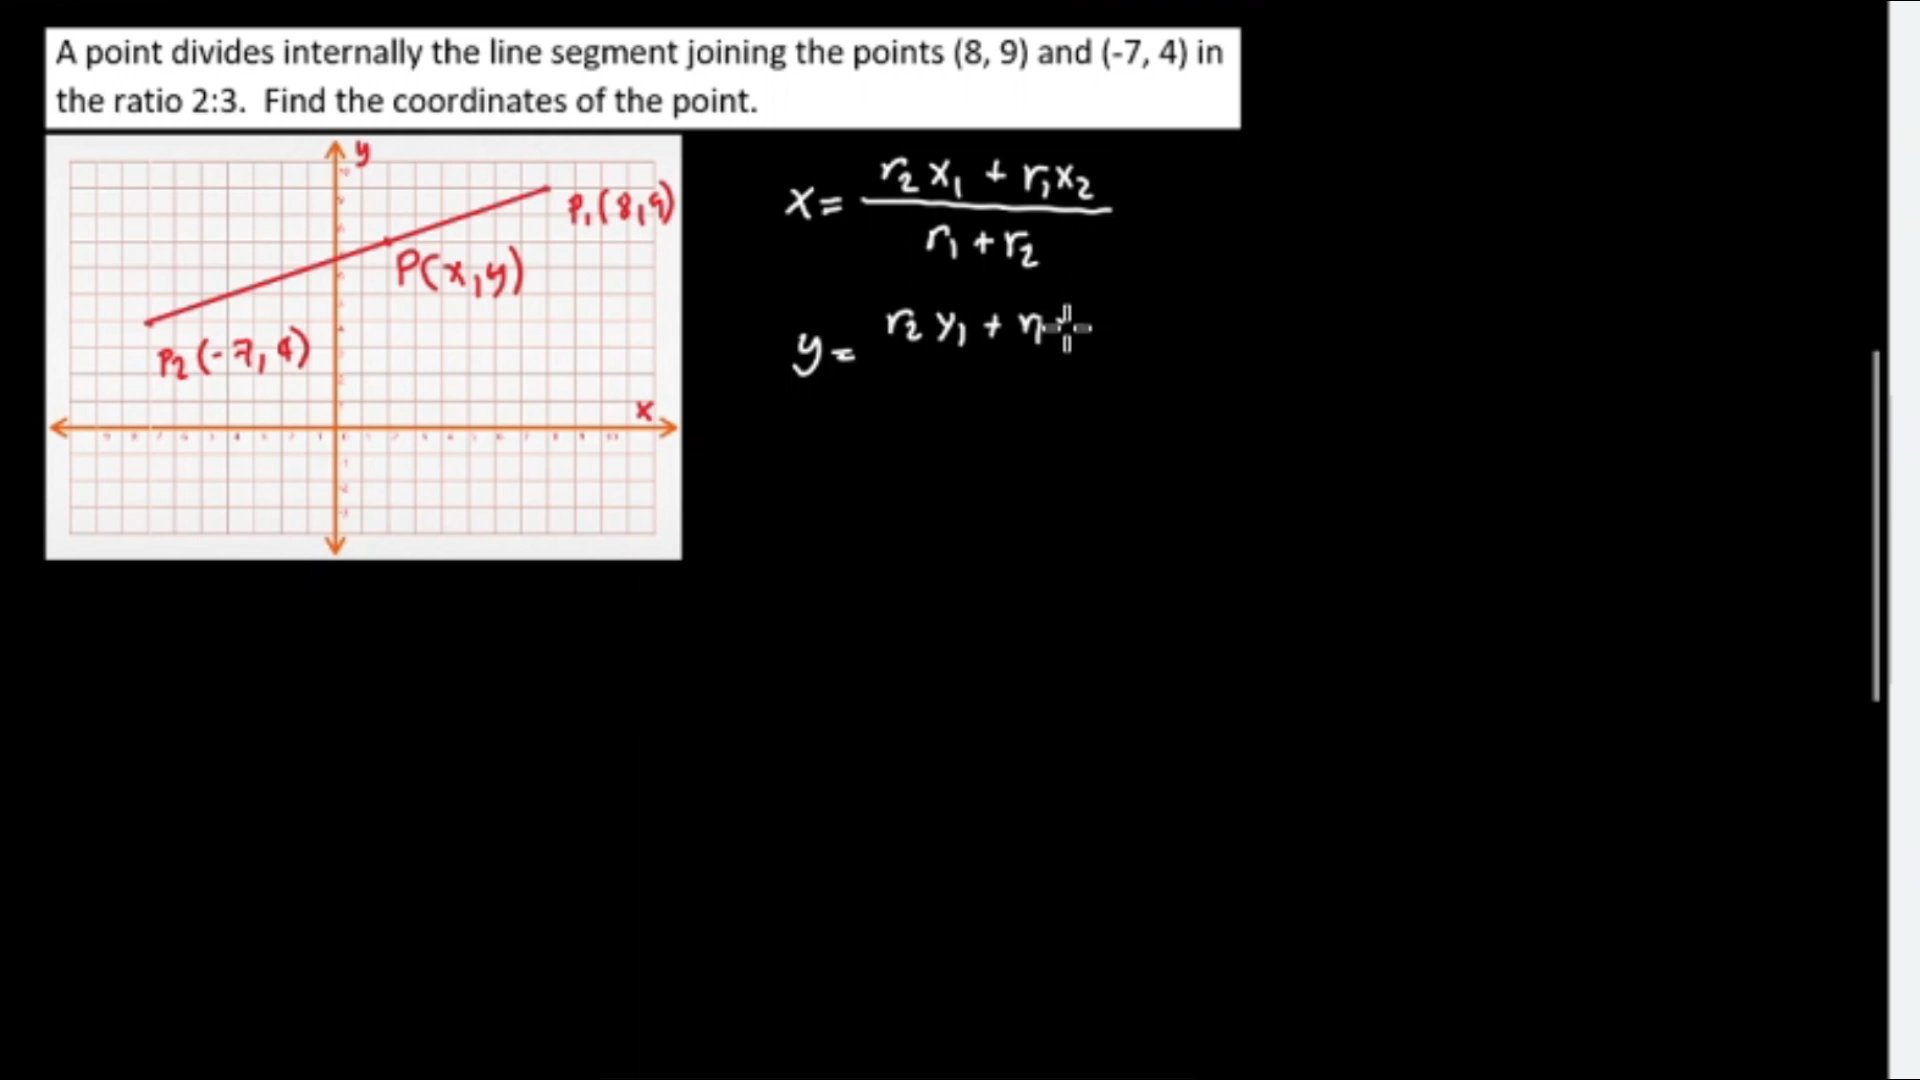 A point divides internally the line segment joining the points (8, 9) and (-7, 4) in
the ratio 2:3. Find the coordinates of the point.
y
P₁(8,9)
P(x,y)
P₂(-7,4)
x
x = (r₂x₁ + r₁x₂) / (r₁ + r₂)
y = r₂y₁ + r₁